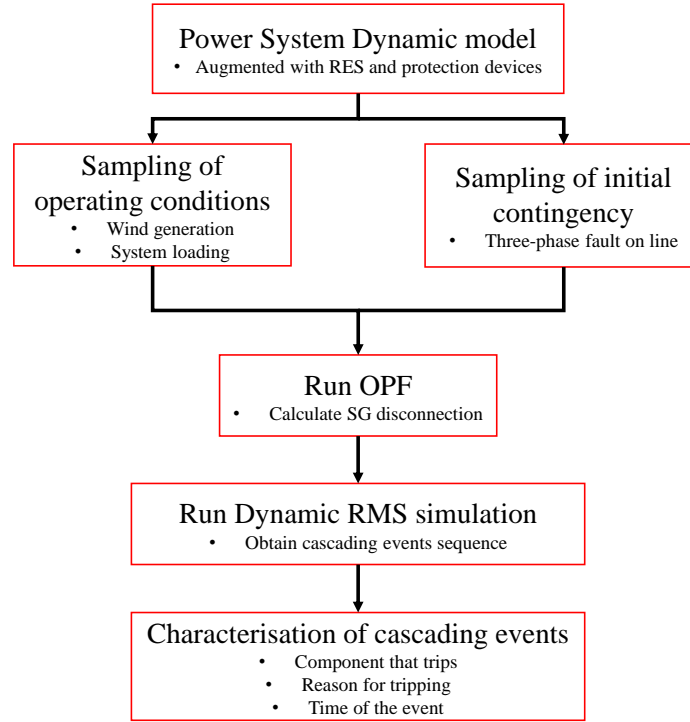 Power System Dynamic model
• Augmented with RES and protection devices
Sampling of
operating conditions
• Wind generation
• System loading
Sampling of initial
contingency
• Three-phase fault on line
Run OPF
• Calculate SG disconnection
Run Dynamic RMS simulation
• Obtain cascading events sequence
Characterisation of cascading events
• Component that trips
• Reason for tripping
• Time of the event